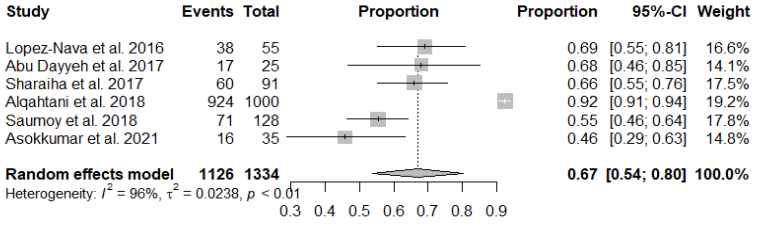 Study Events Total Proportion Proportion 95%-CI Weight
Lopez-Nava et al. 2016 38 55 0.69 [0.55; 0.81] 16.6%
Abu Dayyeh et al. 2017 17 25 0.68 [0.46; 0.85] 14.1%
Sharaiha et al. 2017 60 91 0.66 [0.55; 0.76] 17.5%
Alqahtani et al. 2018 924 1000 0.92 [0.91; 0.94] 19.2%
Saumoy et al. 2018 71 128 0.55 [0.46; 0.64] 17.8%
Asokkumar et al. 2021 16 35 0.46 [0.29; 0.63] 14.8%
Random effects model 1126 1334 0.67 [0.54; 0.80] 100.0%
Heterogeneity: I² = 96%, τ² = 0.0238, p < 0.01
0.3 0.4 0.5 0.6 0.7 0.8 0.9